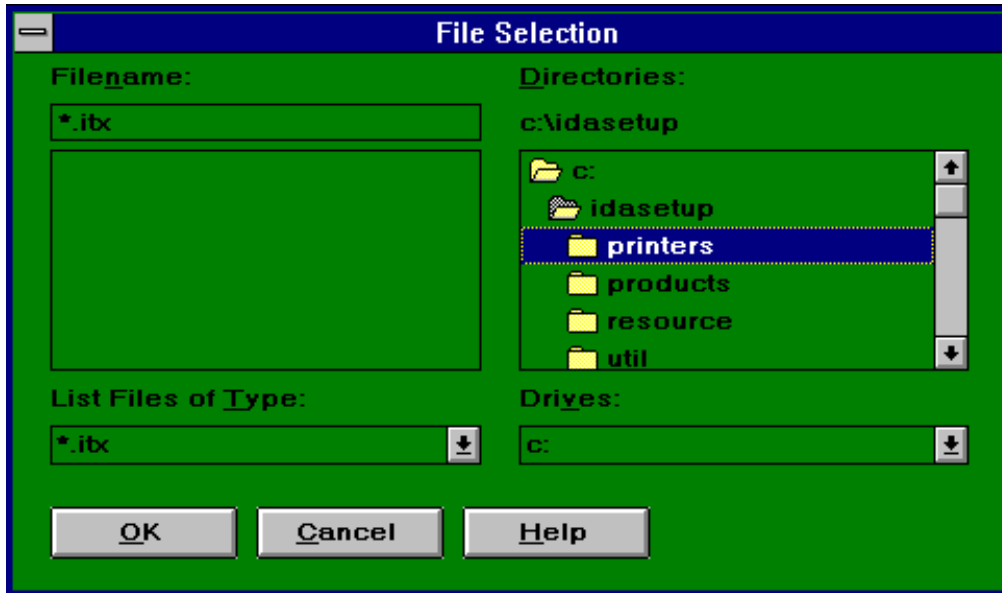 File Selection
Filename:
Directories:
*.itx
c:\idasetup
c:
idasetup
printers
products
resource
util
List Files of Type:
Drives:
*.itx
c:
OK
Cancel
Help